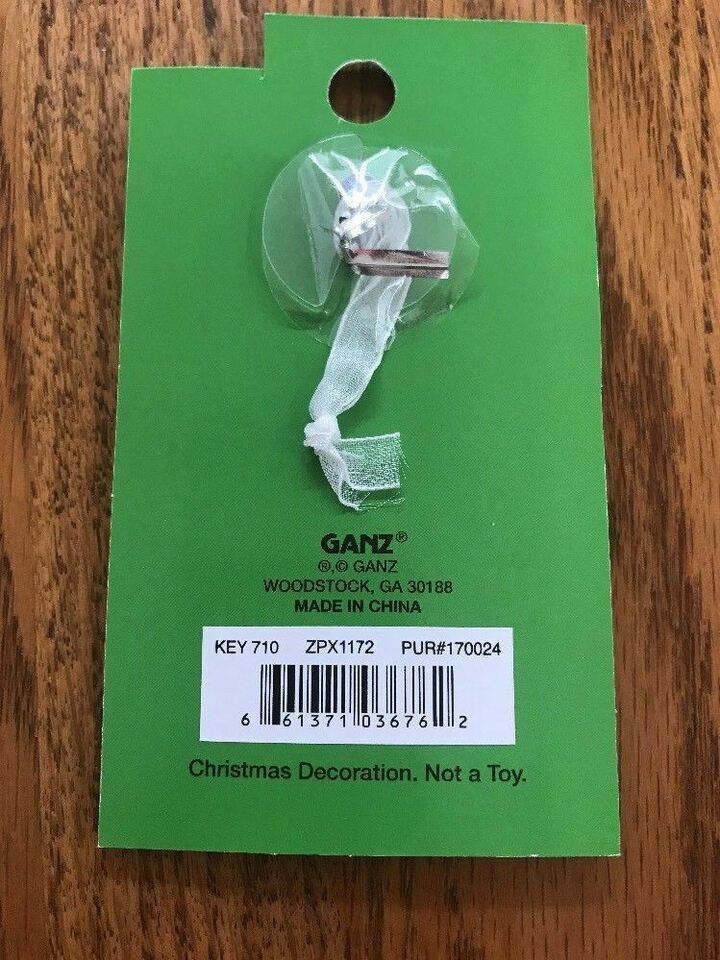 GANZ®
®,© GANZ
WOODSTOCK, GA 30188
MADE IN CHINA
KEY 710 ZPX1172 PUR#170024
6 61371 03676 2
Christmas Decoration. Not a Toy.